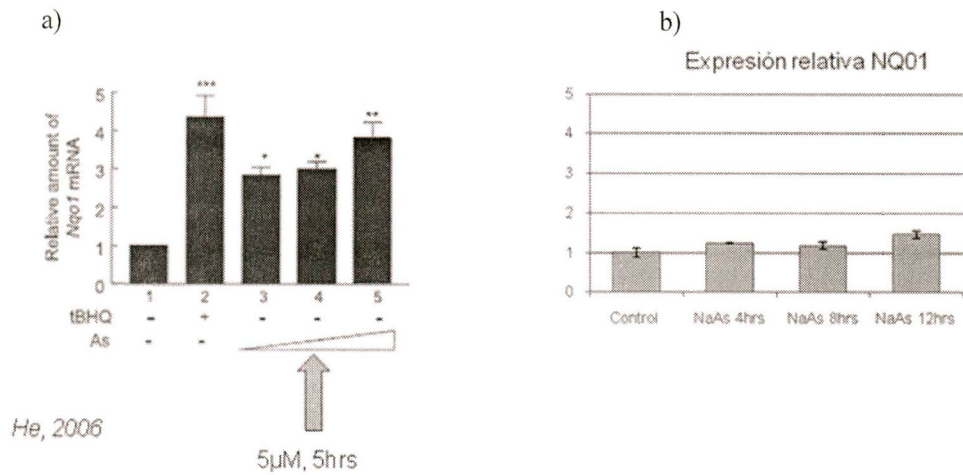 a)
b)
Relative amount of
Nqo1 mRNA
5
4
3
2
1
0
***
*
*
**
1 2 3 4 5
tBHQ - + - - -
As - -
He, 2006
5µM, 5hrs
Expresión relativa NQ01
5
4
3
2
1
0
Control NaAs 4hrs NaAs 8hrs NaAs 12hrs